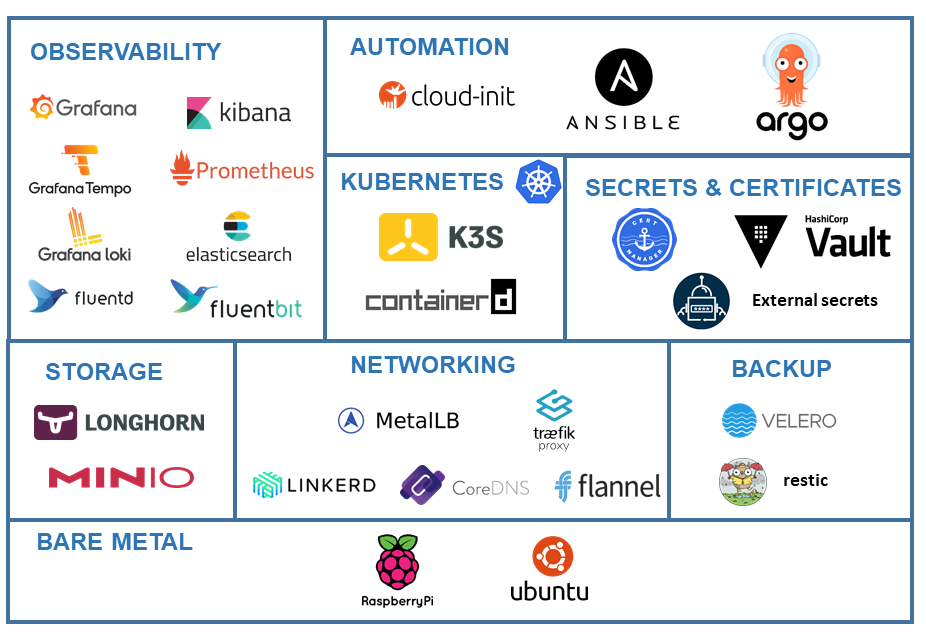 OBSERVABILITY
Grafana
kibana
Grafana Tempo
Prometheus
Grafana loki
elasticsearch
fluentd
fluentbit
AUTOMATION
cloud-init
ANSIBLE
argo
KUBERNETES
K3S
containerd
SECRETS & CERTIFICATES
CERT
MANAGER
HashiCorp
Vault
External secrets
STORAGE
LONGHORN
MINIO
NETWORKING
MetalLB
træfik
proxy
LINKERD
CoreDNS
flannel
BACKUP
VELERO
restic
BARE METAL
RaspberryPi
ubuntu